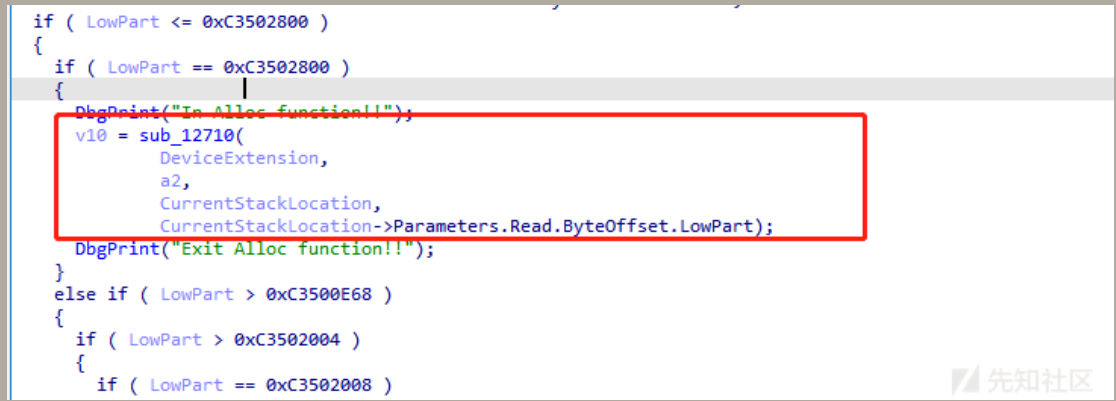 if ( LowPart <= 0xC3502800 )
{
if ( LowPart == 0xC3502800 )
{
DbgPrint("In Alloc function!!");
v10 = sub_12710(
DeviceExtension,
a2,
CurrentStackLocation,
CurrentStackLocation->Parameters.Read.ByteOffset.LowPart);
DbgPrint("Exit Alloc function!!");
}
else if ( LowPart > 0xC3500E68 )
{
if ( LowPart > 0xC3502004 )
{
if ( LowPart == 0xC3502008 )
先知社区